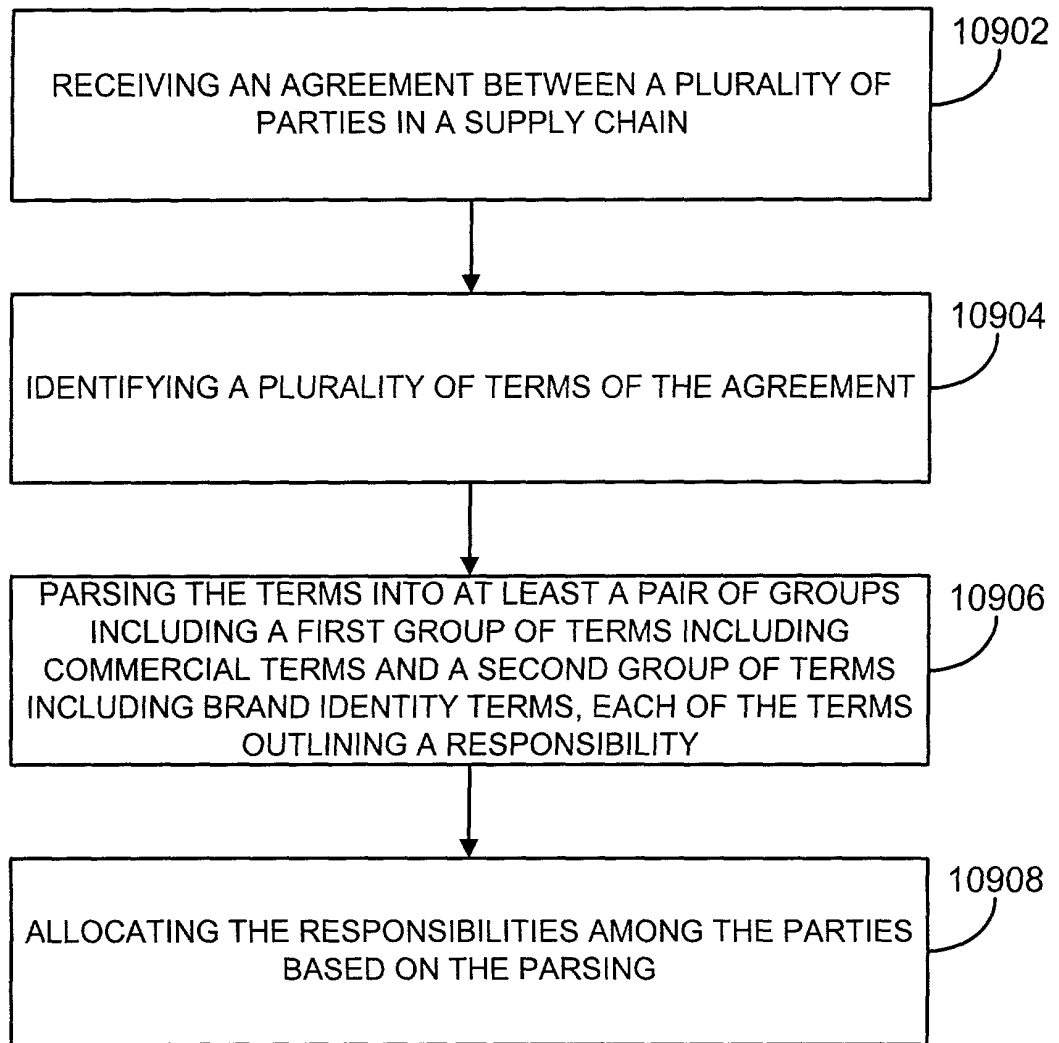 10902
RECEIVING AN AGREEMENT BETWEEN A PLURALITY OF
PARTIES IN A SUPPLY CHAIN
10904
IDENTIFYING A PLURALITY OF TERMS OF THE AGREEMENT
10906
PARSING THE TERMS INTO AT LEAST A PAIR OF GROUPS
INCLUDING A FIRST GROUP OF TERMS INCLUDING
COMMERCIAL TERMS AND A SECOND GROUP OF TERMS
INCLUDING BRAND IDENTITY TERMS, EACH OF THE TERMS
OUTLINING A RESPONSIBILITY
10908
ALLOCATING THE RESPONSIBILITIES AMONG THE PARTIES
BASED ON THE PARSING